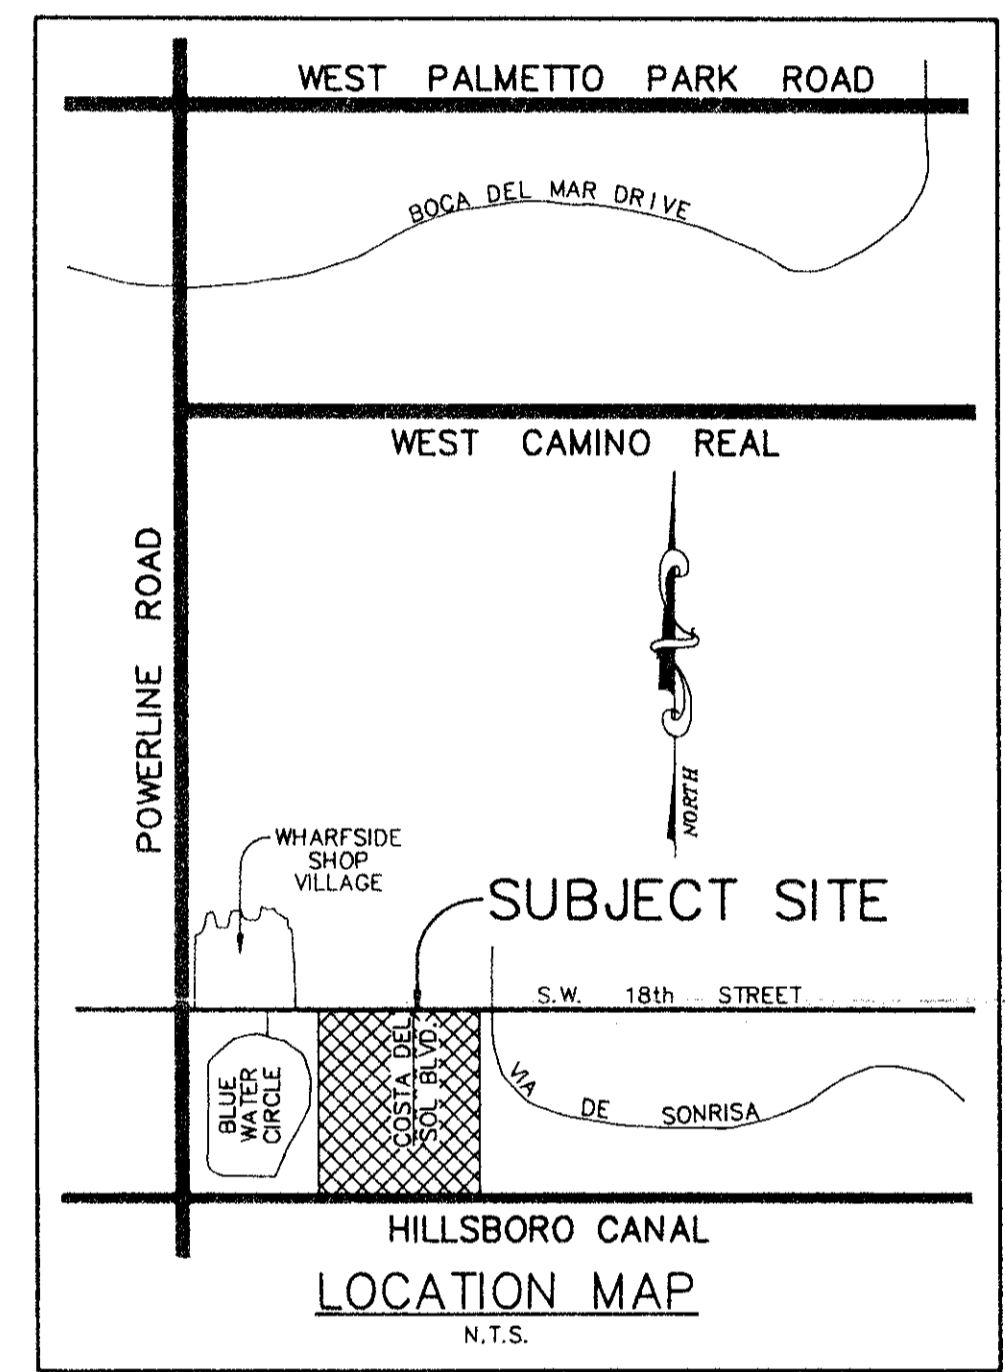 WEST PALMETTO PARK ROAD
BOCA DEL MAR DRIVE
WEST CAMINO REAL
POWERLINE ROAD
NORTH
WHARFSIDE
SHOP
VILLAGE
SUBJECT SITE
S.W. 18th STREET
BLUE
WATER
CIRCLE
COSTA DEL
SOL BLVD.
VIA DE SONRISA
HILLSBORO CANAL
LOCATION MAP
N.T.S.